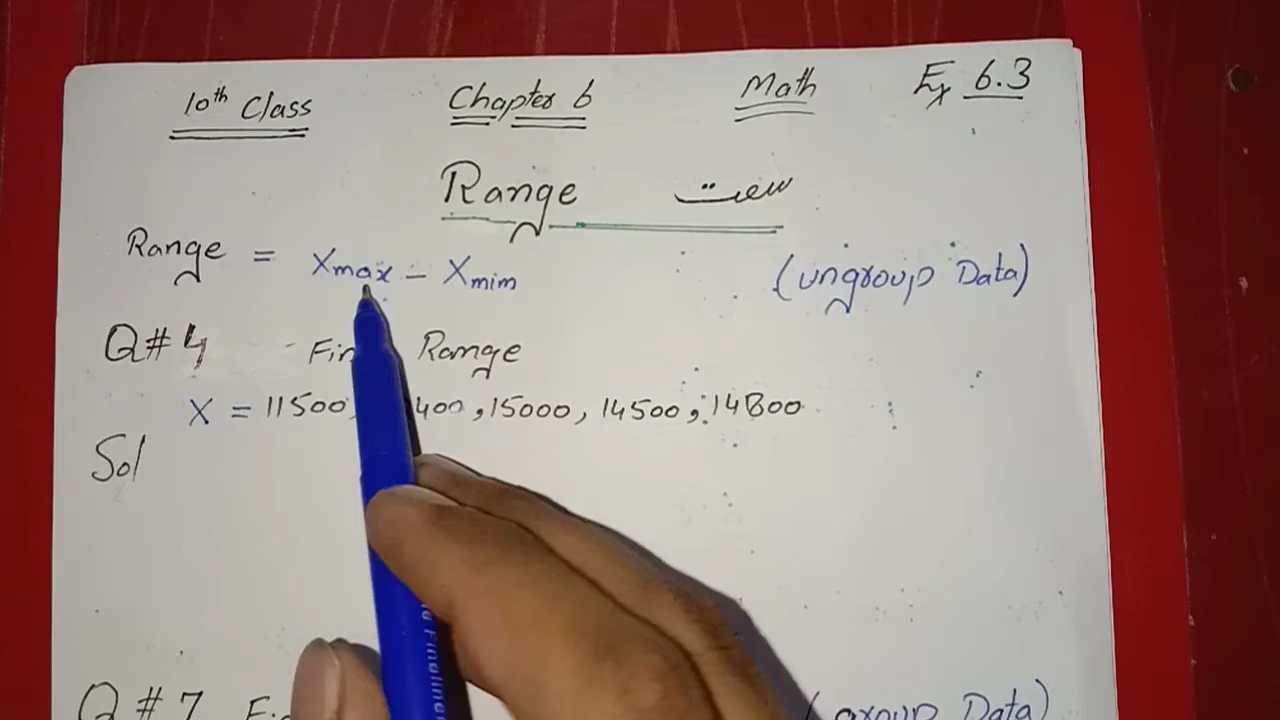 10th Class Chapter 6 Math Ex 6.3
Range سعت
Range = Xmax - Xmim (ungroup Data)
Q#4 Range
X = 11500, 400, 15000, 14500, 14800
Sol
Q # 7 (group Data)